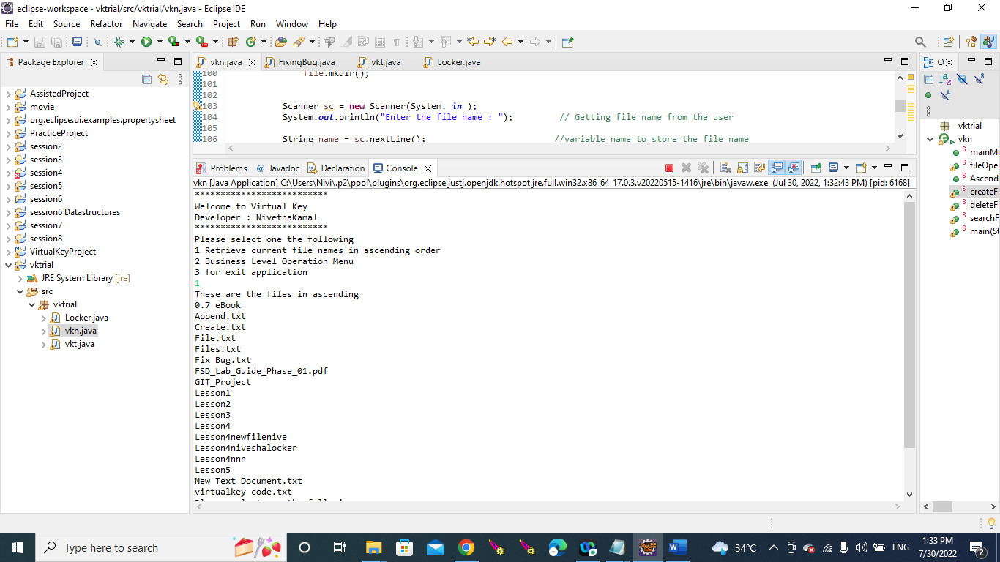 eclipse-workspace - vktrial/src/vktrial/vkn.java - Eclipse IDE
File Edit Source Refactor Navigate Search Project Run Window Help
Package Explorer
AssistedProject
movie
org.eclipse.ui.examples.propertysheet
PracticeProject
session2
session3
session4
session5
session6
session6 Datastructures
session7
session8
VirtualKeyProject
vktrial
JRE System Library [jre]
src
vktrial
Locker.java
vkn.java
vkt.java
vkn.java FixingBug.java vkt.java Locker.java
100 file.mkdir();
101
102
103 Scanner sc = new Scanner(System. in );
104 System.out.println("Enter the file name : "); // Getting file name from the user
105
106 String name = sc.nextLine(); //variable name to store the file name
Problems @ Javadoc Declaration Console
vkn [Java Application] C:\Users\Nivi\.p2\pool\plugins\org.eclipse.justj.openjdk.hotspot.jre.full.win32.x86_64_17.0.3.v20220515-1416\jre\bin\javaw.exe (Jul 30, 2022, 1:32:43 PM) [pid: 6168]
**************************
Welcome to Virtual Key
Developer : NivethaKamal
**************************
Please select one the following
1 Retrieve current file names in ascending order
2 Business Level Operation Menu
3 for exit application
1
These are the files in ascending
0.7 eBook
Append.txt
Create.txt
File.txt
Files.txt
Fix Bug.txt
FSD_Lab_Guide_Phase_01.pdf
GIT_Project
Lesson1
Lesson2
Lesson3
Lesson4
Lesson4newfilenive
Lesson4niveshalocker
Lesson4nnn
Lesson5
New Text Document.txt
virtualkey code.txt
O
vktrial
vkn
mainMe
fileOper
Ascend
createFi
deleteFi
searchF
main(St
Type here to search
34°C
ENG
1:33 PM
7/30/2022
2